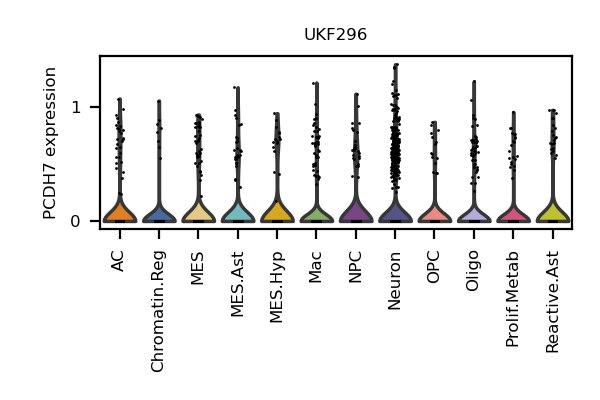 UKF296
PCDH7 expression
1
0
AC
Chromatin.Reg
MES
MES.Ast
MES.Hyp
Mac
NPC
Neuron
OPC
Oligo
Prolif.Metab
Reactive.Ast